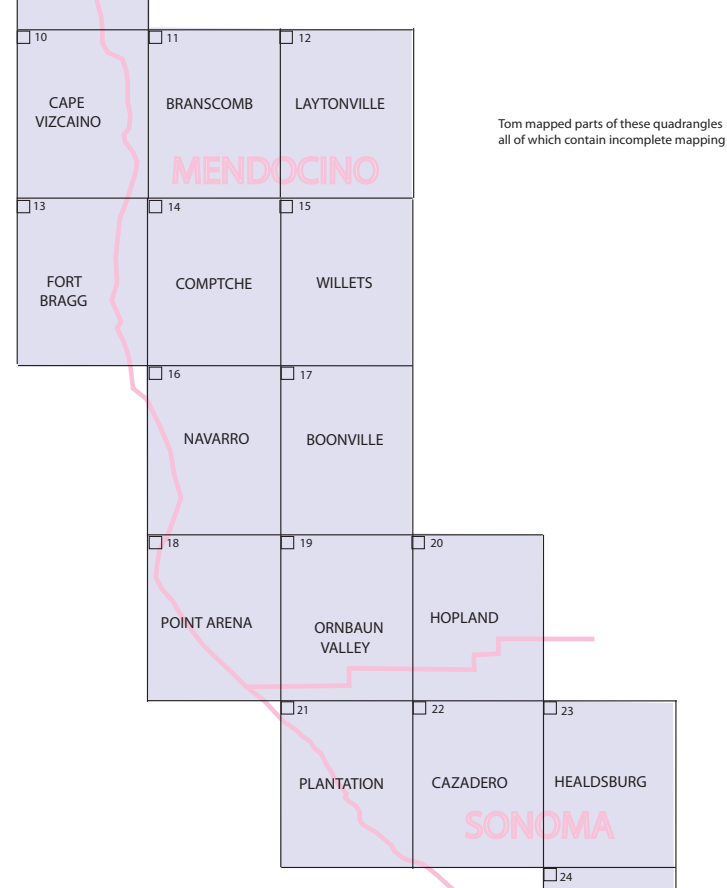 10
11
12
CAPE
VIZCAINO
BRANSCOMB
LAYTONVILLE
Tom mapped parts of these quadrangles
all of which contain incomplete mapping
MENDOCINO
13
14
15
FORT
BRAGG
COMPTCHE
WILLETS
16
17
NAVARRO
BOONVILLE
18
19
20
POINT ARENA
ORNBAUN
VALLEY
HOPLAND
21
22
23
PLANTATION
CAZADERO
HEALDSBURG
SONOMA
24